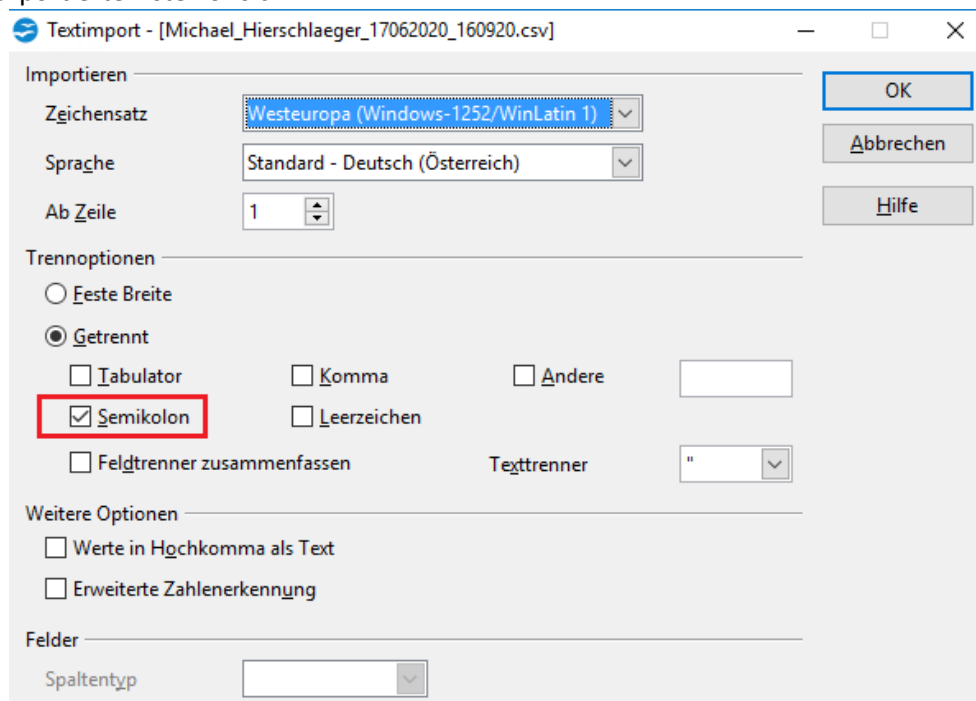 Textimport - [Michael_Hierschlaeger_17062020_160920.csv]
Importieren
OK
Zeichensatz Westeuropa (Windows-1252/WinLatin 1)
Abbrechen
Sprache Standard - Deutsch (Österreich)
Ab Zeile 1
Hilfe
Trennoptionen
Feste Breite
Getrennt
Tabulator Komma Andere
Semikolon Leerzeichen
Feldtrenner zusammenfassen Texttrenner "
Weitere Optionen
Werte in Hochkomma als Text
Erweiterte Zahlenerkennung
Felder
Spaltentyp